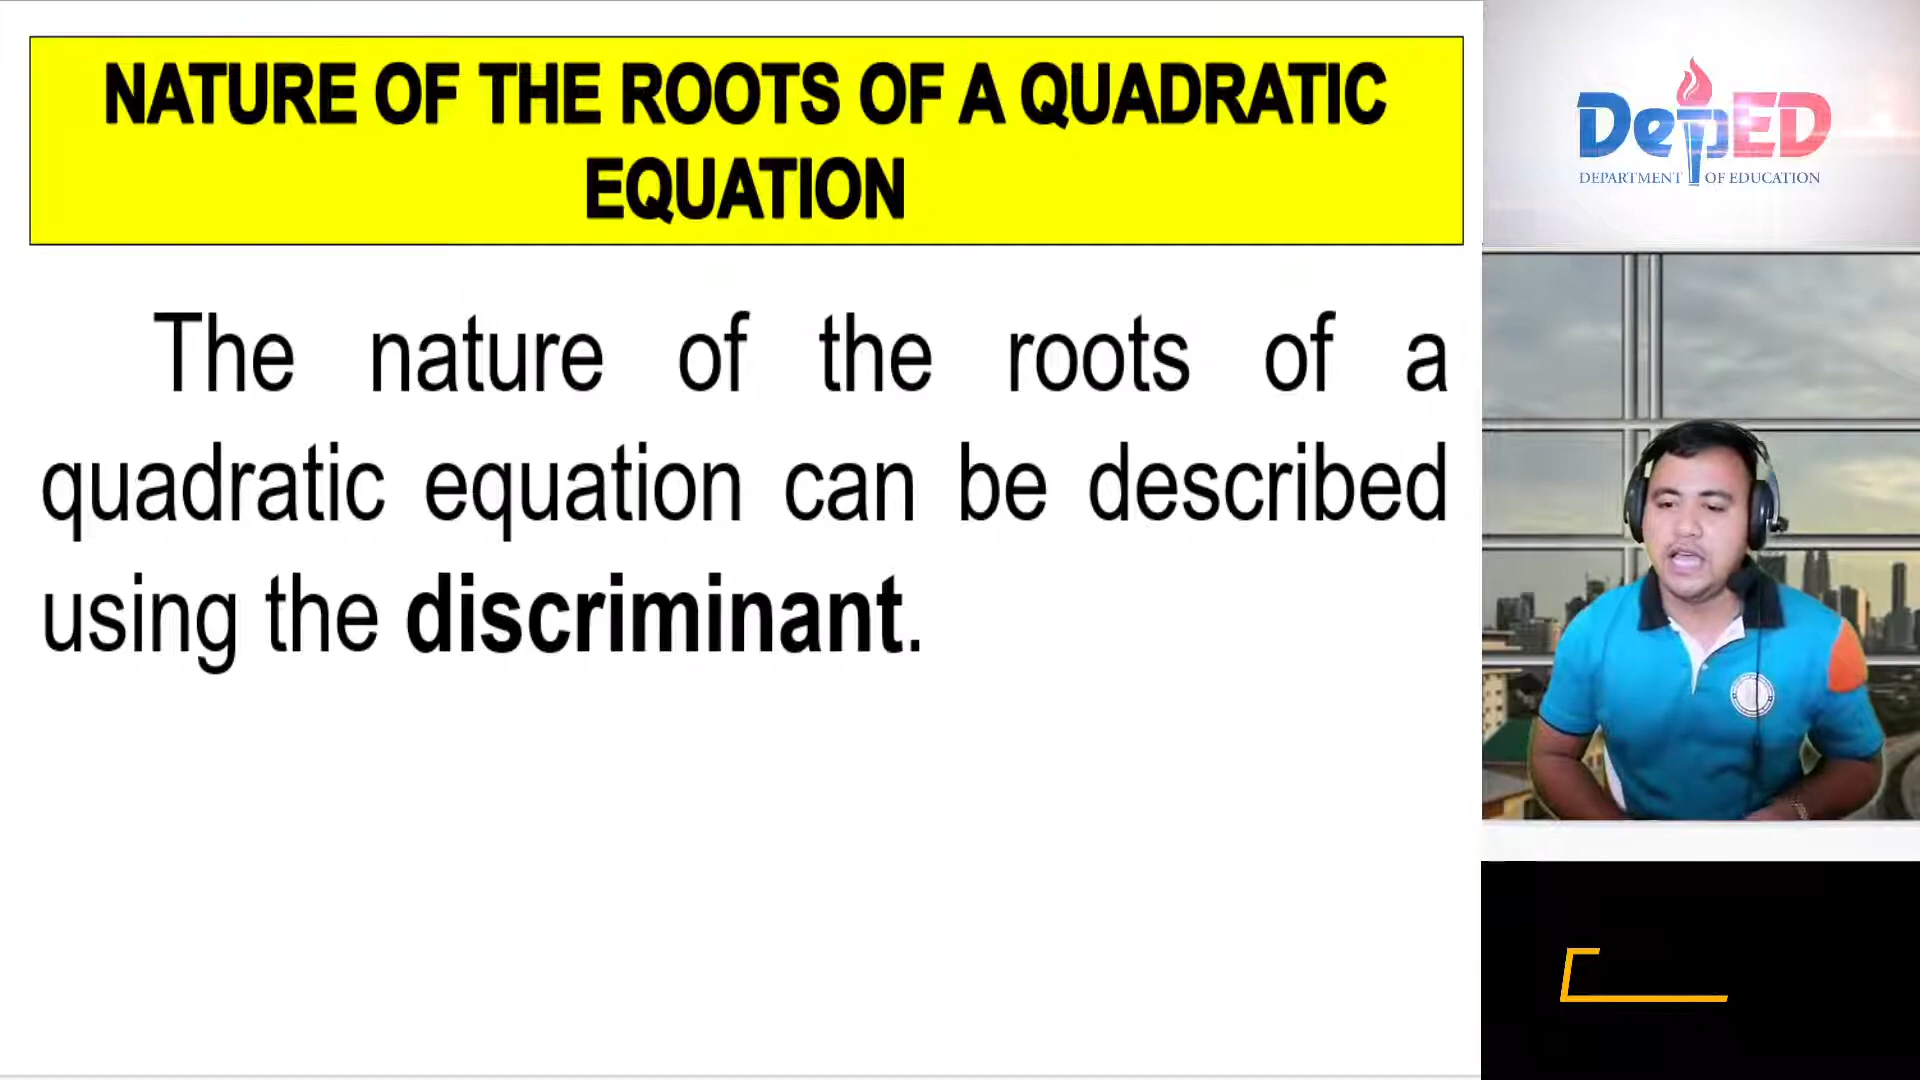 NATURE OF THE ROOTS OF A QUADRATIC
EQUATION
The nature of the roots of a
quadratic equation can be described
using the discriminant.
DepED
DEPARTMENT OF EDUCATION